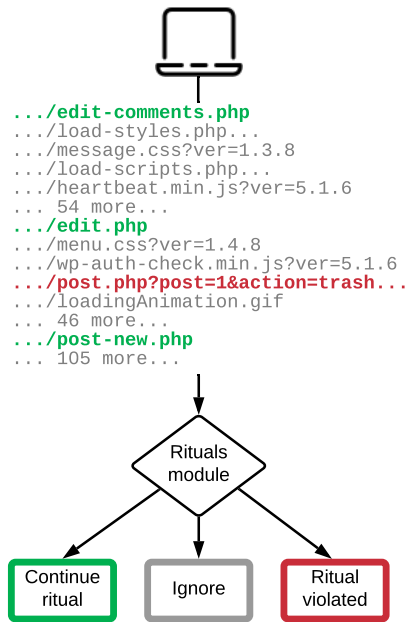 .../edit-comments.php
.../load-styles.php...
.../message.css?ver=1.3.8
.../load-scripts.php...
.../heartbeat.min.js?ver=5.1.6
... 54 more...
.../edit.php
.../menu.css?ver=1.4.8
.../wp-auth-check.min.js?ver=5.1.6
.../post.php?post=1&action=trash...
.../loadingAnimation.gif
... 46 more...
.../post-new.php
... 105 more...
Rituals
module
Continue
ritual
Ignore
Ritual
violated